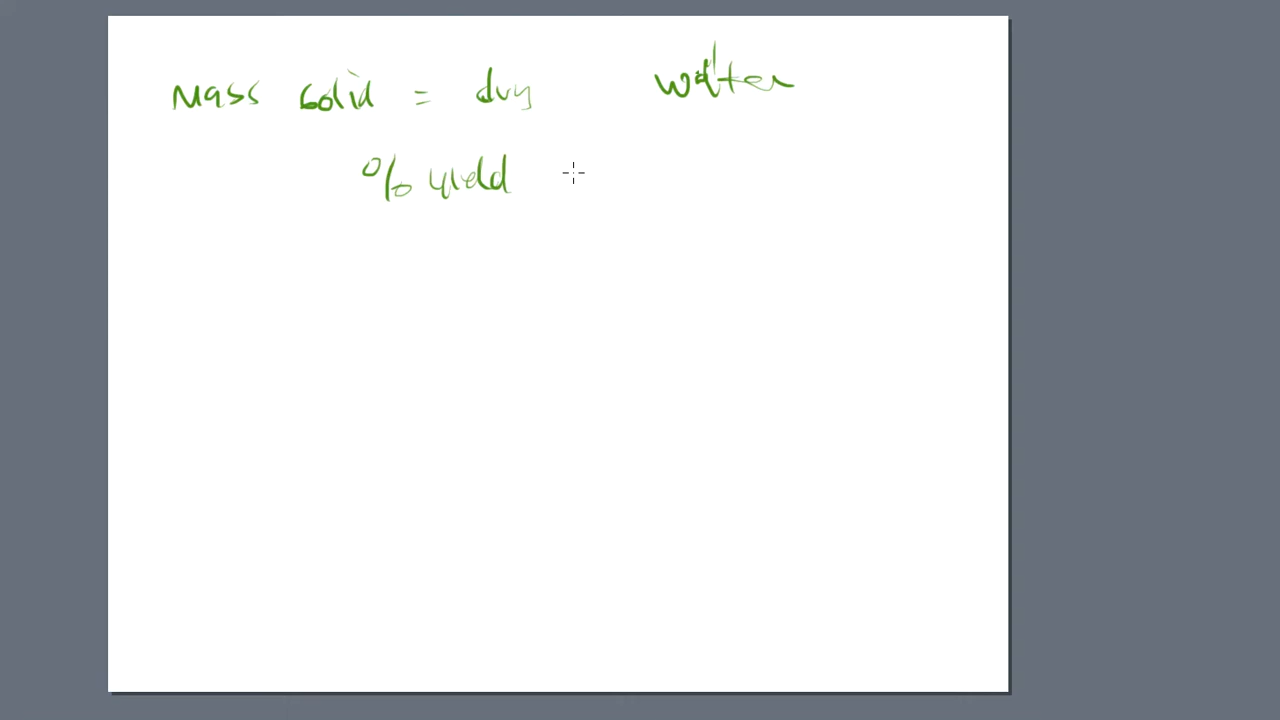 Mass solid = dry water
% yield